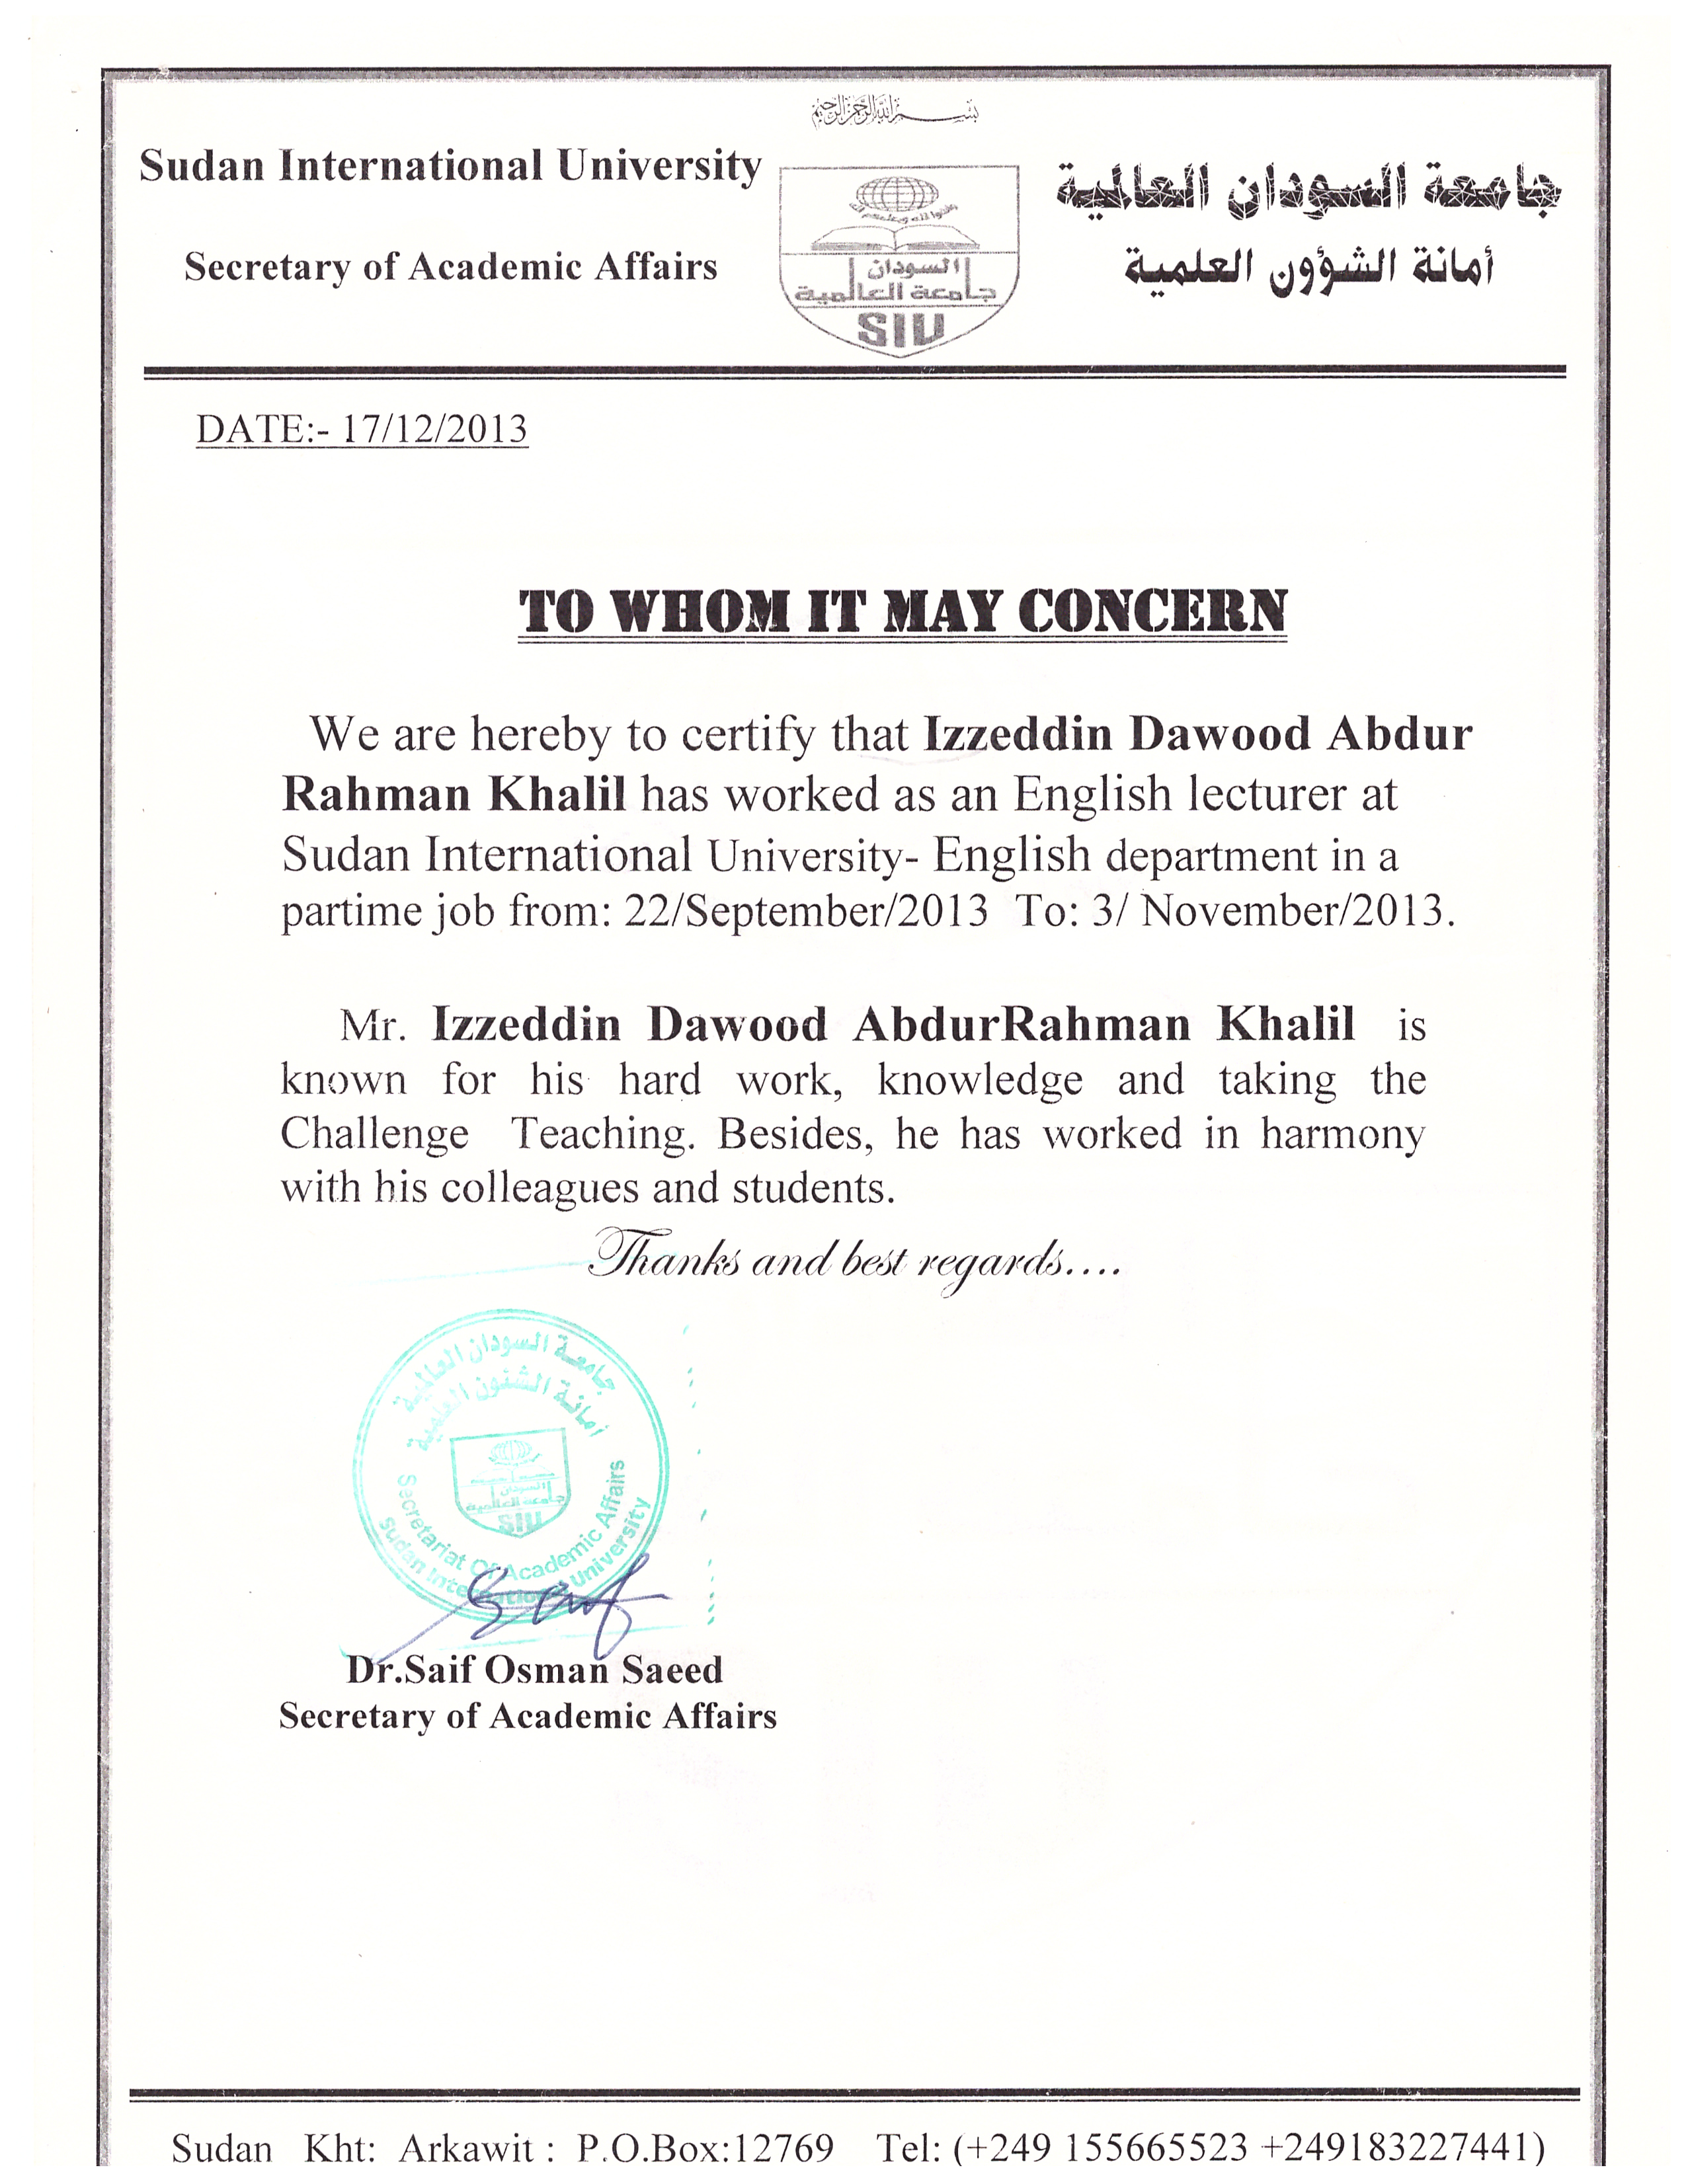 بسم الله الرحمن الرحيم
Sudan International University
جامعة السودان العالمية
Secretary of Academic Affairs
أمانة الشؤون العلمية
السودان
جامعة العالمية
SIU
DATE:- 17/12/2013
TO WHOM IT MAY CONCERN
We are hereby to certify that Izzeddin Dawood Abdur
Rahman Khalil has worked as an English lecturer at
Sudan International University- English department in a
partime job from: 22/September/2013 To: 3/ November/2013.
Mr. Izzeddin Dawood AbdurRahman Khalil is
known for his hard work, knowledge and taking the
Challenge Teaching. Besides, he has worked in harmony
with his colleagues and students.
Thanks and best regards....
جامعة السودان العالمية
أمانة الشئون العلمية
السودان
جامعة العالمية
SIU
Secretariat Of Academic Affairs
Sudan International University
Dr.Saif Osman Saeed
Secretary of Academic Affairs
Sudan Kht: Arkawit : P.O.Box:12769 Tel: (+249 155665523 +249183227441)